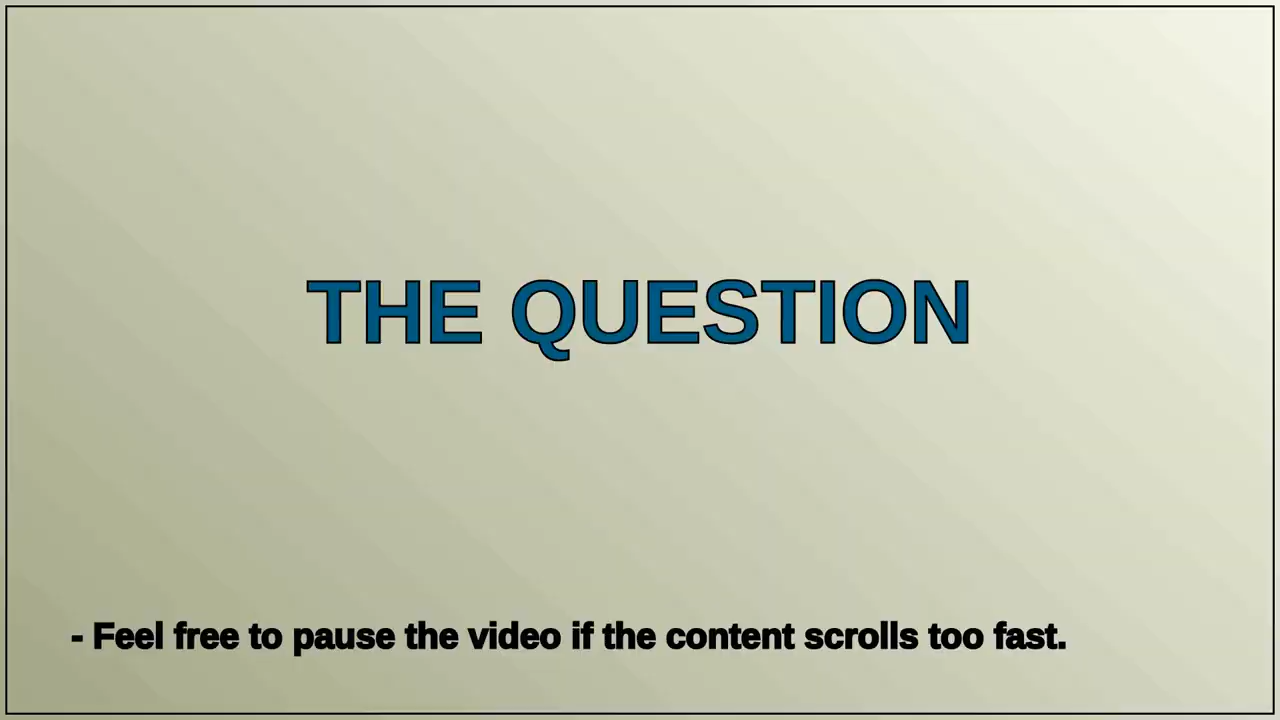 THE QUESTION
- Feel free to pause the video if the content scrolls too fast.